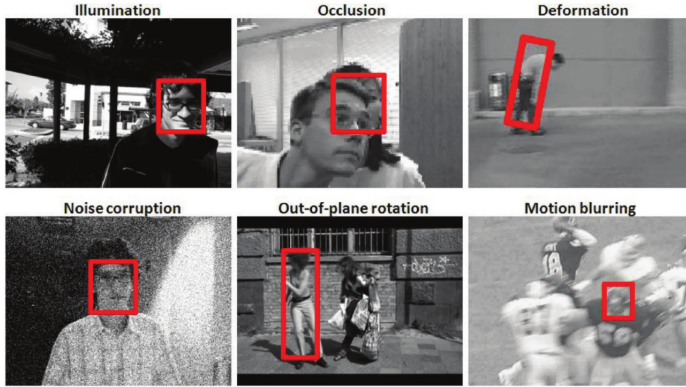 Illumination
Occlusion
Deformation
Noise corruption
Out-of-plane rotation
Motion blurring
18